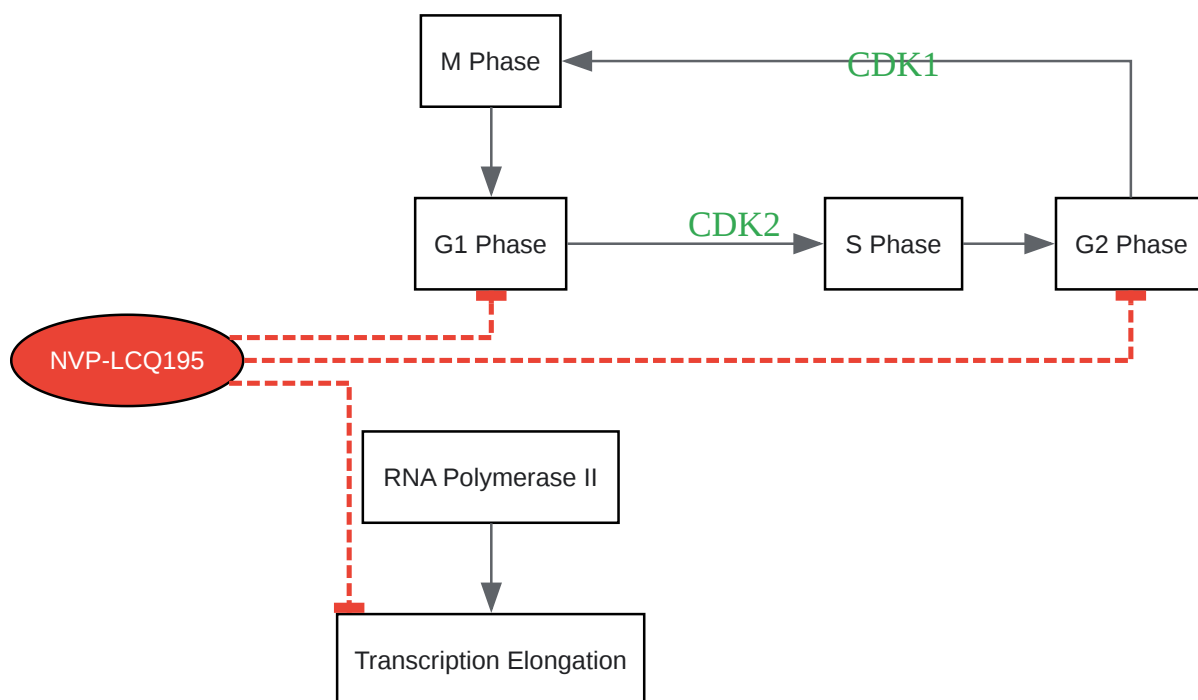 M Phase
CDK1
G1 Phase
CDK2
S Phase
G2 Phase
NVP-LCQ195
RNA Polymerase II
Transcription Elongation